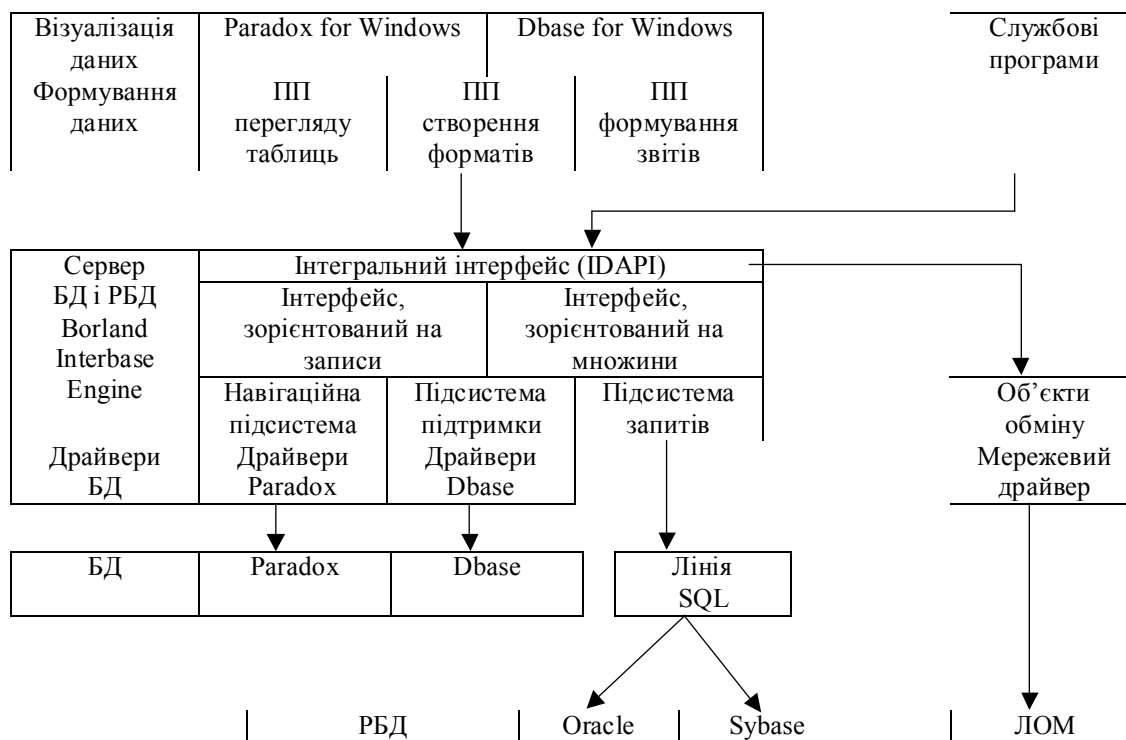 Візуалізація
даних
Формування
даних
Paradox for Windows
Dbase for Windows
ПП
перегляду
таблиць
ПП
створення
форматів
ПП
формування
звітів
Службові
програми
Сервер
БД і РБД
Borland
Interbase
Engine
Драйвери
БД
Інтегральний інтерфейс (IDAPI)
Інтерфейс,
зорієнтований на
записи
Інтерфейс,
зорієнтований на
множини
Навігаційна
підсистема
Драйвери
Paradox
Підсистема
підтримки
Драйвери
Dbase
Підсистема
запитів
Об’єкти
обміну
Мережевий
драйвер
БД
Paradox
Dbase
Лінія
SQL
РБД
Oracle
Sybase
ЛОМ